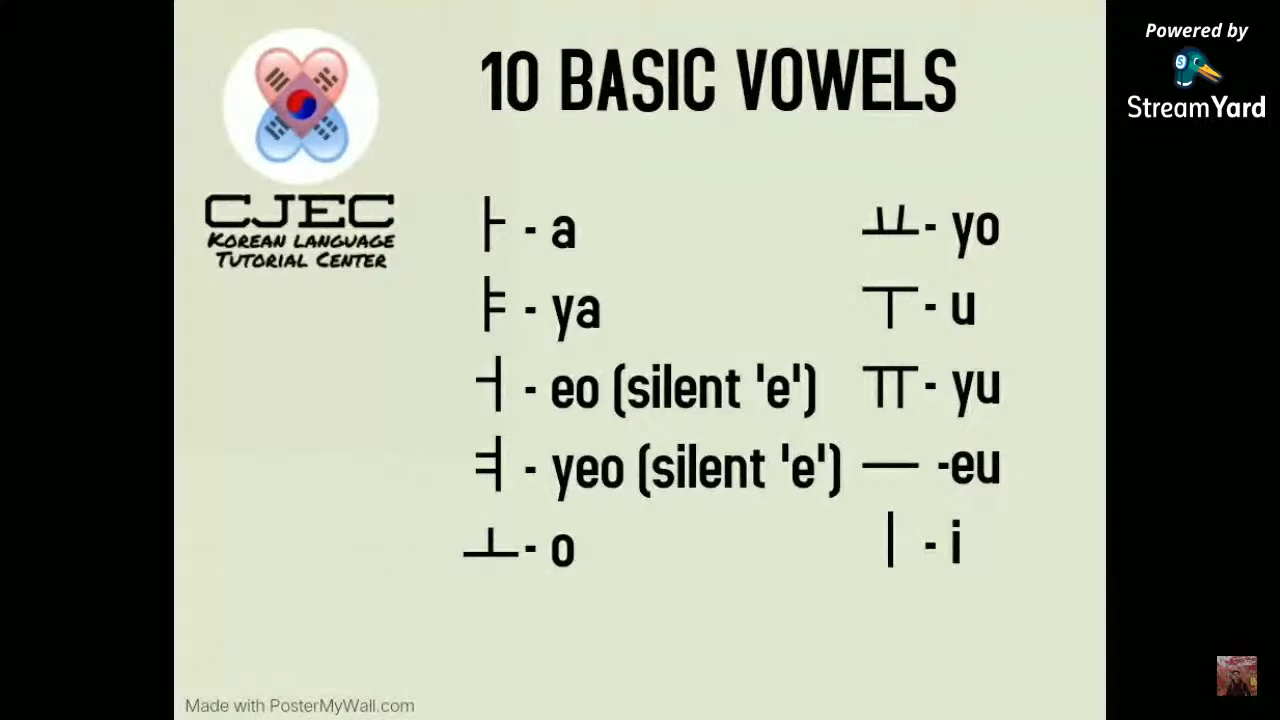 10 BASIC VOWELS
Powered by
StreamYard
CJEC
KOREAN LANGUAGE
TUTORIAL CENTER
ㅏ - a
ㅑ - ya
ㅓ - eo (silent 'e')
ㅕ - yeo (silent 'e')
ㅗ - o
ㅛ - yo
ㅜ - u
ㅠ - yu
ㅡ -eu
ㅣ - i
Made with PosterMyWall.com